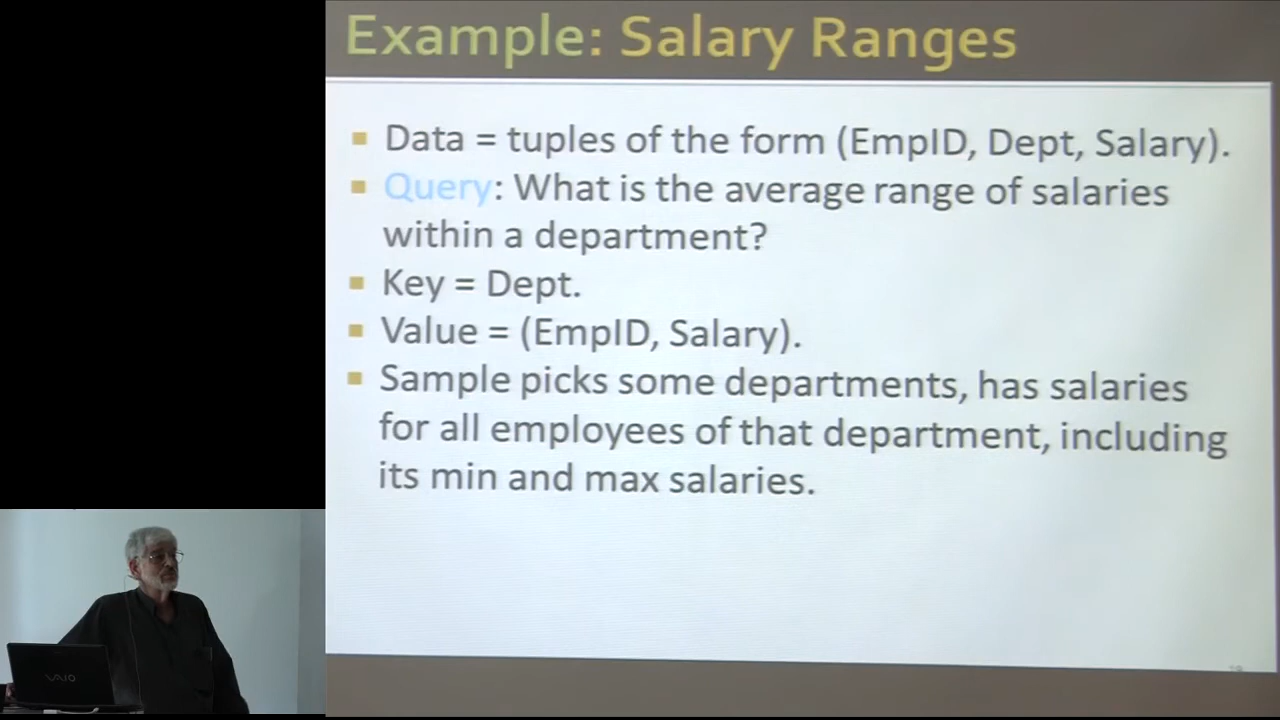 Example: Salary Ranges
Data = tuples of the form (EmpID, Dept, Salary).
Query: What is the average range of salaries
within a department?
Key = Dept.
Value = (EmpID, Salary).
Sample picks some departments, has salaries
for all employees of that department, including
its min and max salaries.
VAIO